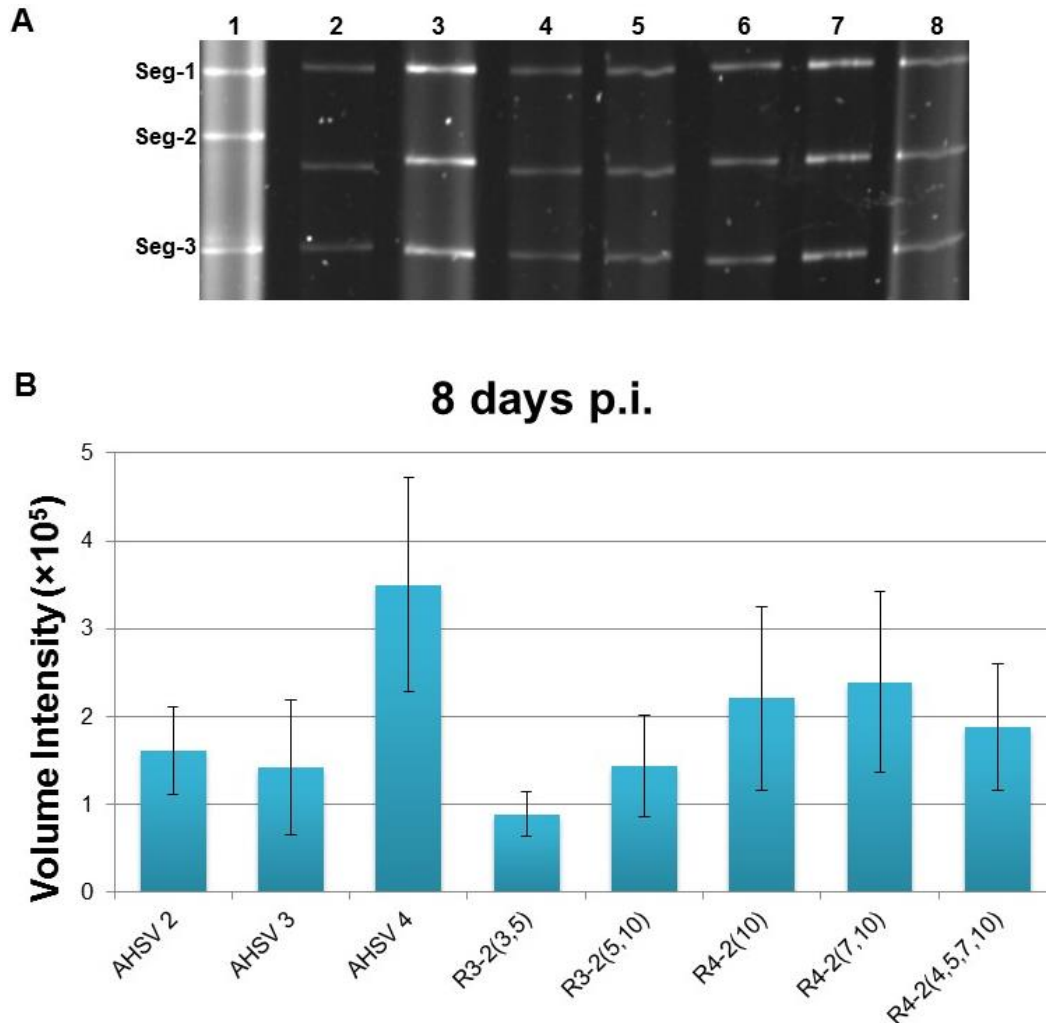 A
1 2 3 4 5 6 7 8
Seg-1
Seg-2
Seg-3
B
8 days p.i.
Volume Intensity (×10⁵)
5
4
3
2
1
0
AHSV 2
AHSV 3
AHSV 4
R3-2(3,5)
R3-2(5,10)
R4-2(10)
R4-2(7,10)
R4-2(4,5,7,10)